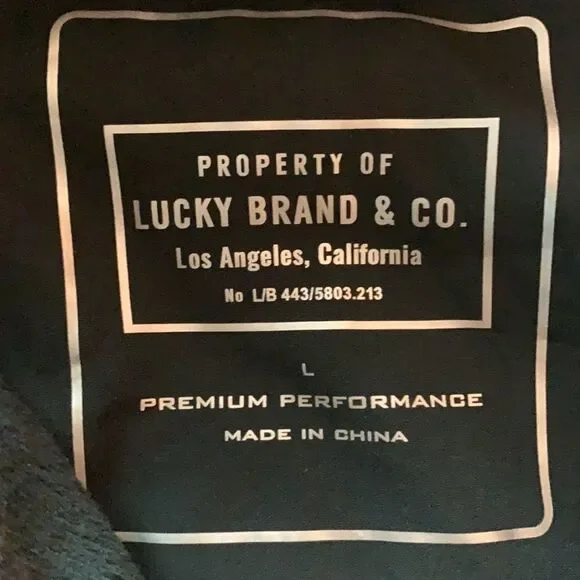 PROPERTY OF
LUCKY BRAND & CO.
Los Angeles, California
No L/B 443/5803.213
L
PREMIUM PERFORMANCE
MADE IN CHINA